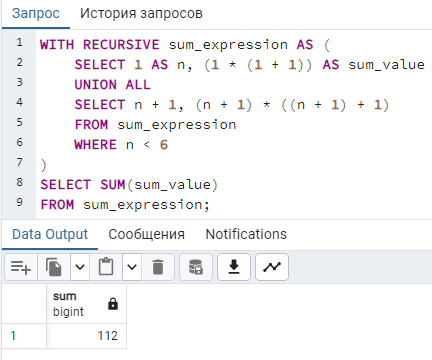 Запрос История запросов
1 WITH RECURSIVE sum_expression AS (
2 SELECT 1 AS n, (1 * (1 + 1)) AS sum_value
3 UNION ALL
4 SELECT n + 1, (n + 1) * ((n + 1) + 1)
5 FROM sum_expression
6 WHERE n < 6
7 )
8 SELECT SUM(sum_value)
9 FROM sum_expression;
Data Output Сообщения Notifications
sum
bigint
1 112